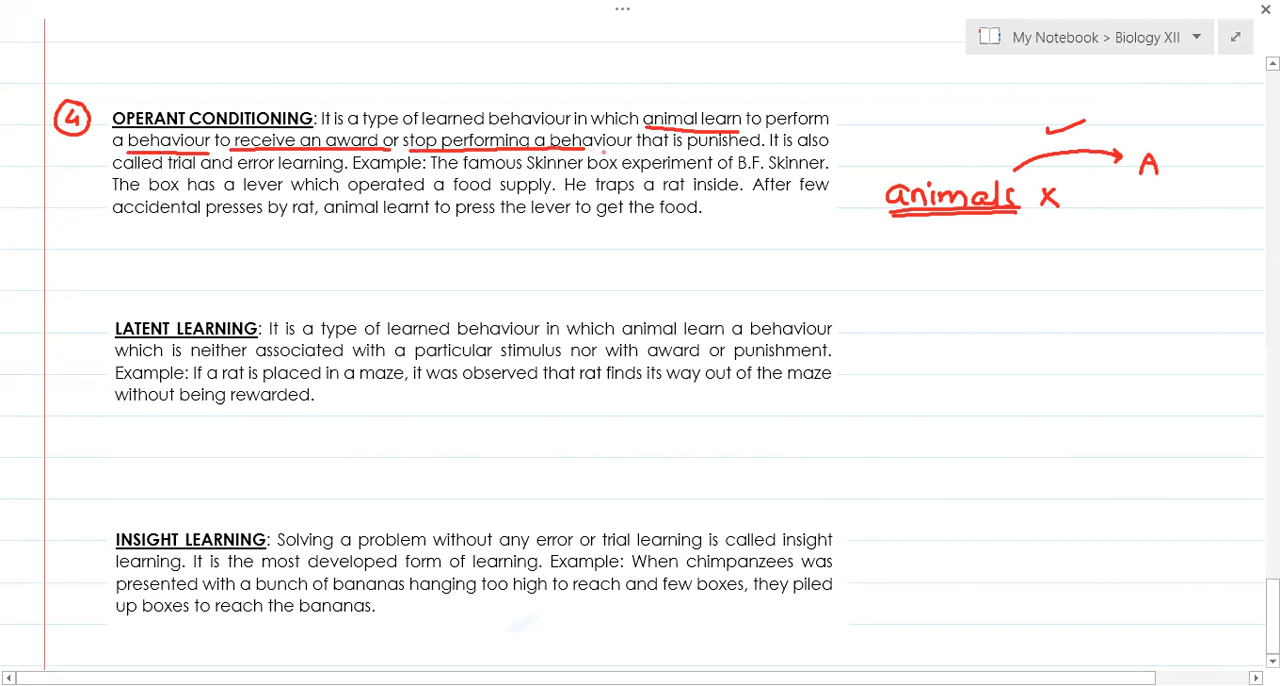 My Notebook > Biology XII
4
OPERANT CONDITIONING: It is a type of learned behaviour in which animal learn to perform
a behaviour to receive an award or stop performing a behaviour that is punished. It is also
called trial and error learning. Example: The famous Skinner box experiment of B.F. Skinner.
The box has a lever which operated a food supply. He traps a rat inside. After few
accidental presses by rat, animal learnt to press the lever to get the food.
animals x
A
LATENT LEARNING: It is a type of learned behaviour in which animal learn a behaviour
which is neither associated with a particular stimulus nor with award or punishment.
Example: If a rat is placed in a maze, it was observed that rat finds its way out of the maze
without being rewarded.
INSIGHT LEARNING: Solving a problem without any error or trial learning is called insight
learning. It is the most developed form of learning. Example: When chimpanzees was
presented with a bunch of bananas hanging too high to reach and few boxes, they piled
up boxes to reach the bananas.